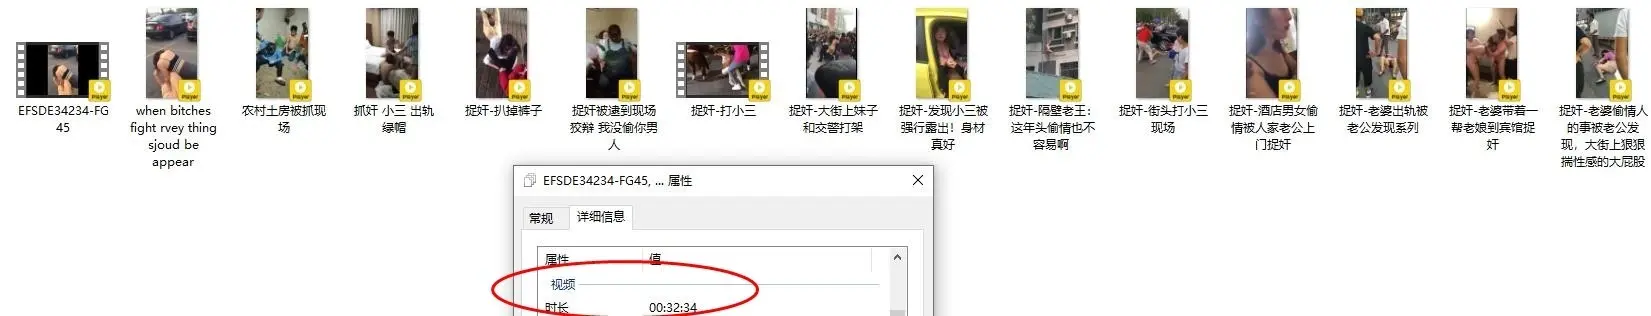 EFSDE34234-FG
45
when bitches
fight rvey thing
sjoud be
appear
农村土房被抓现
场
抓奸 小三 出轨
绿帽
捉奸-扒掉裤子
捉奸被逮到现场
狡辩 我没偷你男
人
捉奸-打小三
捉奸-大街上妹子
和交警打架
捉奸-发现小三被
强行露出！身材
真好
捉奸-隔壁老王：
这年头偷情也不
容易啊
捉奸-街头打小三
现场
捉奸-酒店男女偷
情被人家老公上
门捉奸
捉奸-老婆出轨被
老公发现系列
捉奸-老婆带着一
帮老娘到宾馆捉
奸
捉奸-老婆偷情人
的事被老公发
现，大街上狠狠
揣性感的大屁股
EFSDE34234-FG45, ... 属性
常规
详细信息
属性 值
视频
时长 00:32:34